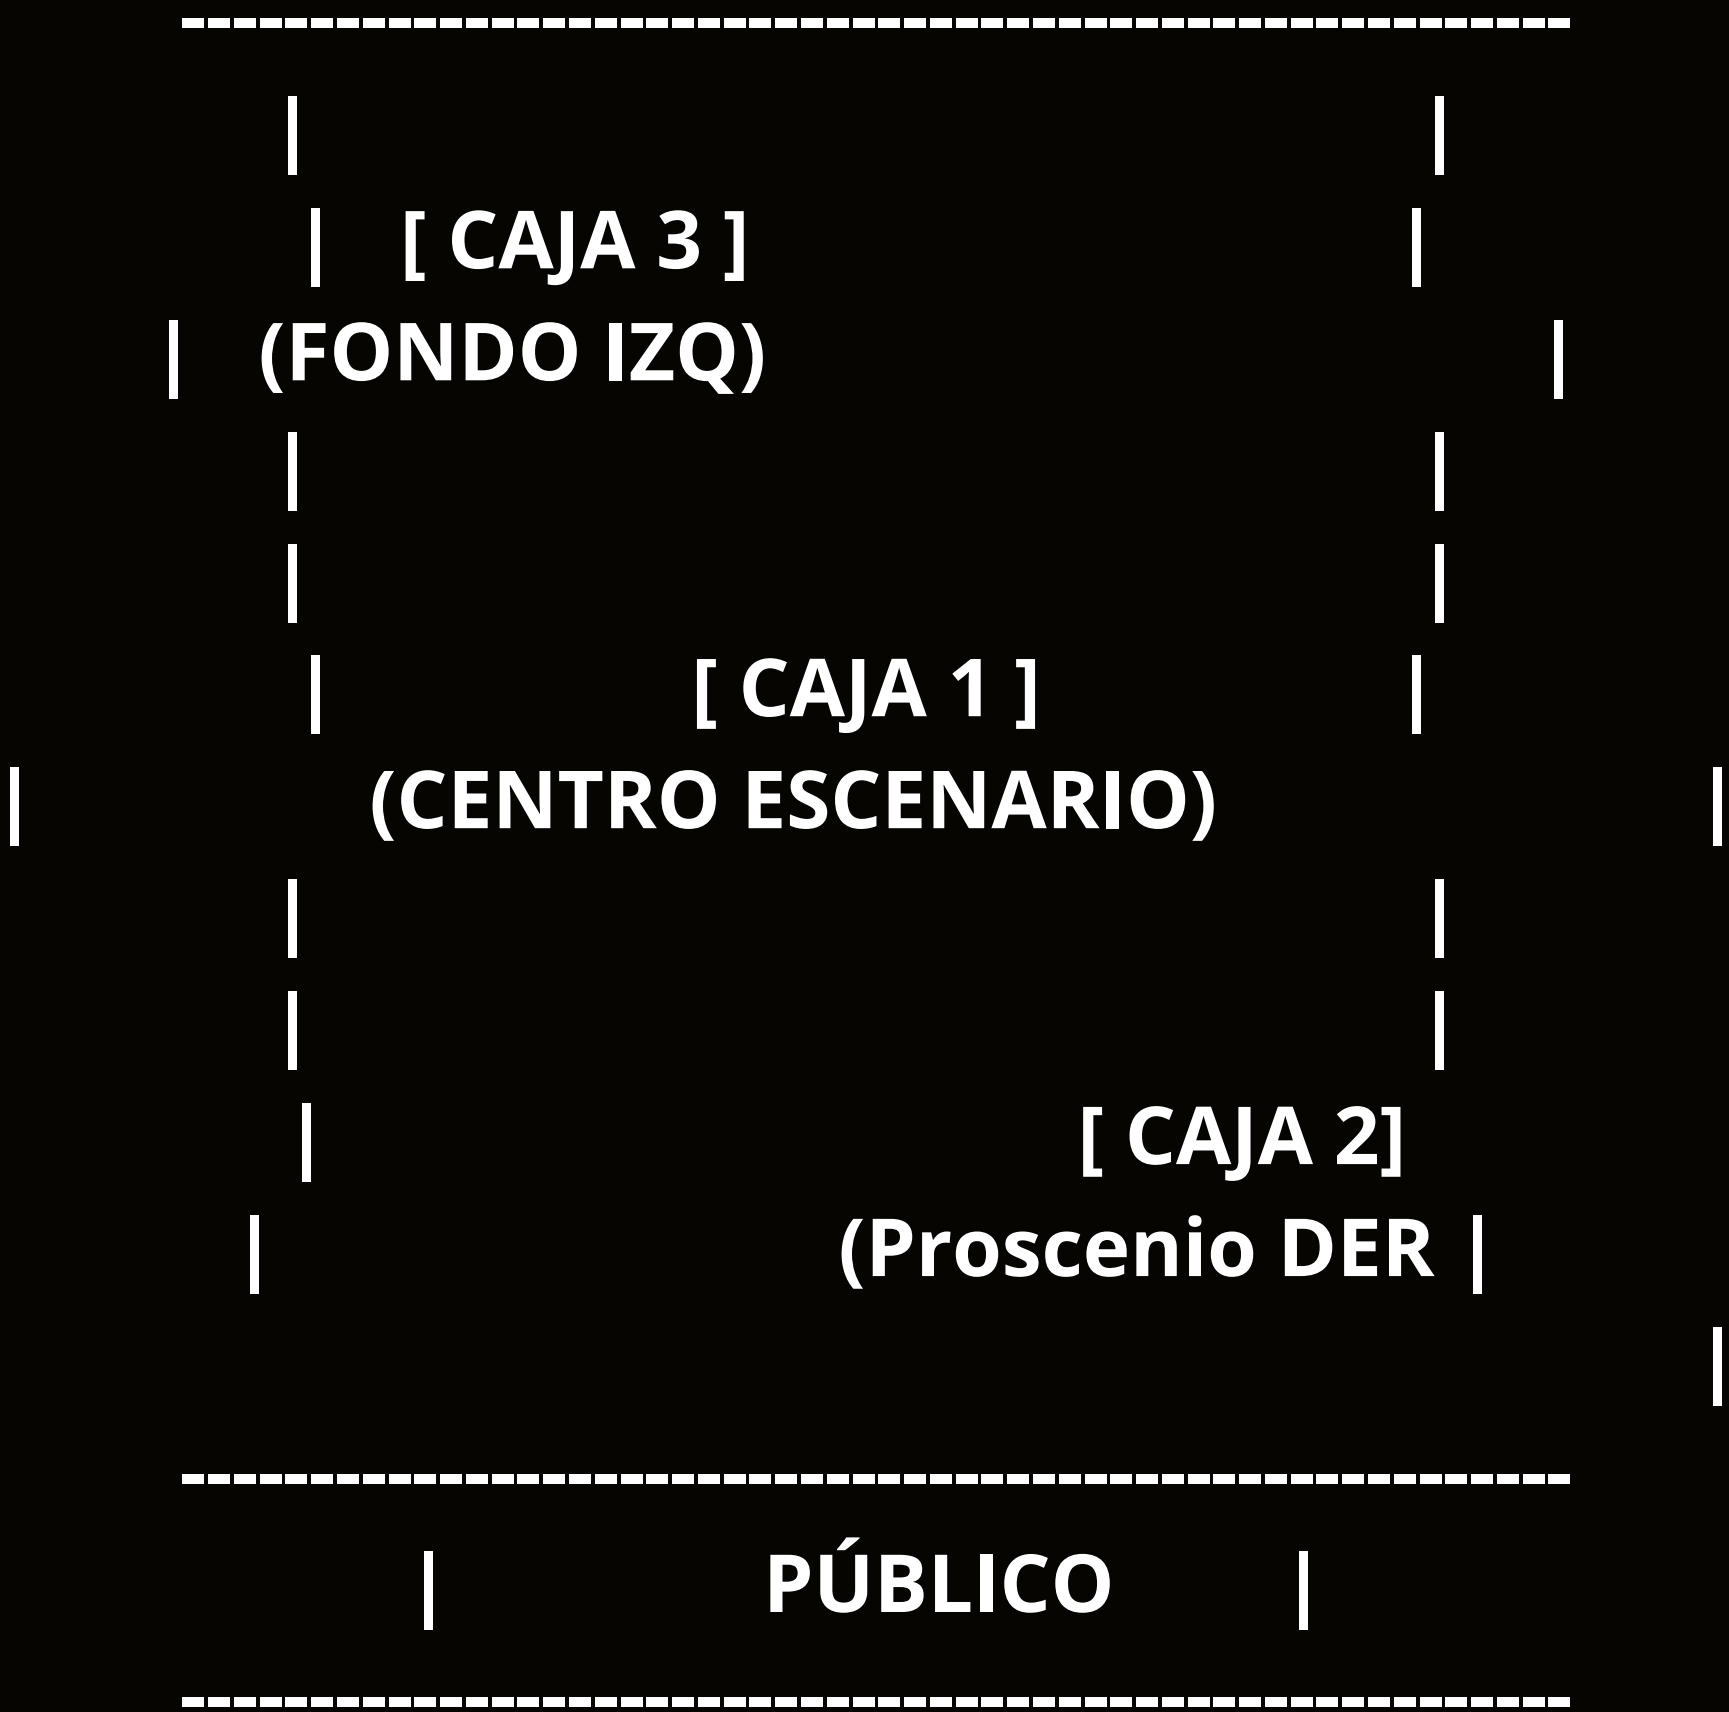 ------------------------------------------------------
| |
| [ CAJA 3 ] |
| (FONDO IZQ) |
| |
| |
| [ CAJA 1 ] |
| (CENTRO ESCENARIO) |
| |
| |
| [ CAJA 2]
| (Proscenio DER |
|
------------------------------------------------------
| PÚBLICO |
------------------------------------------------------